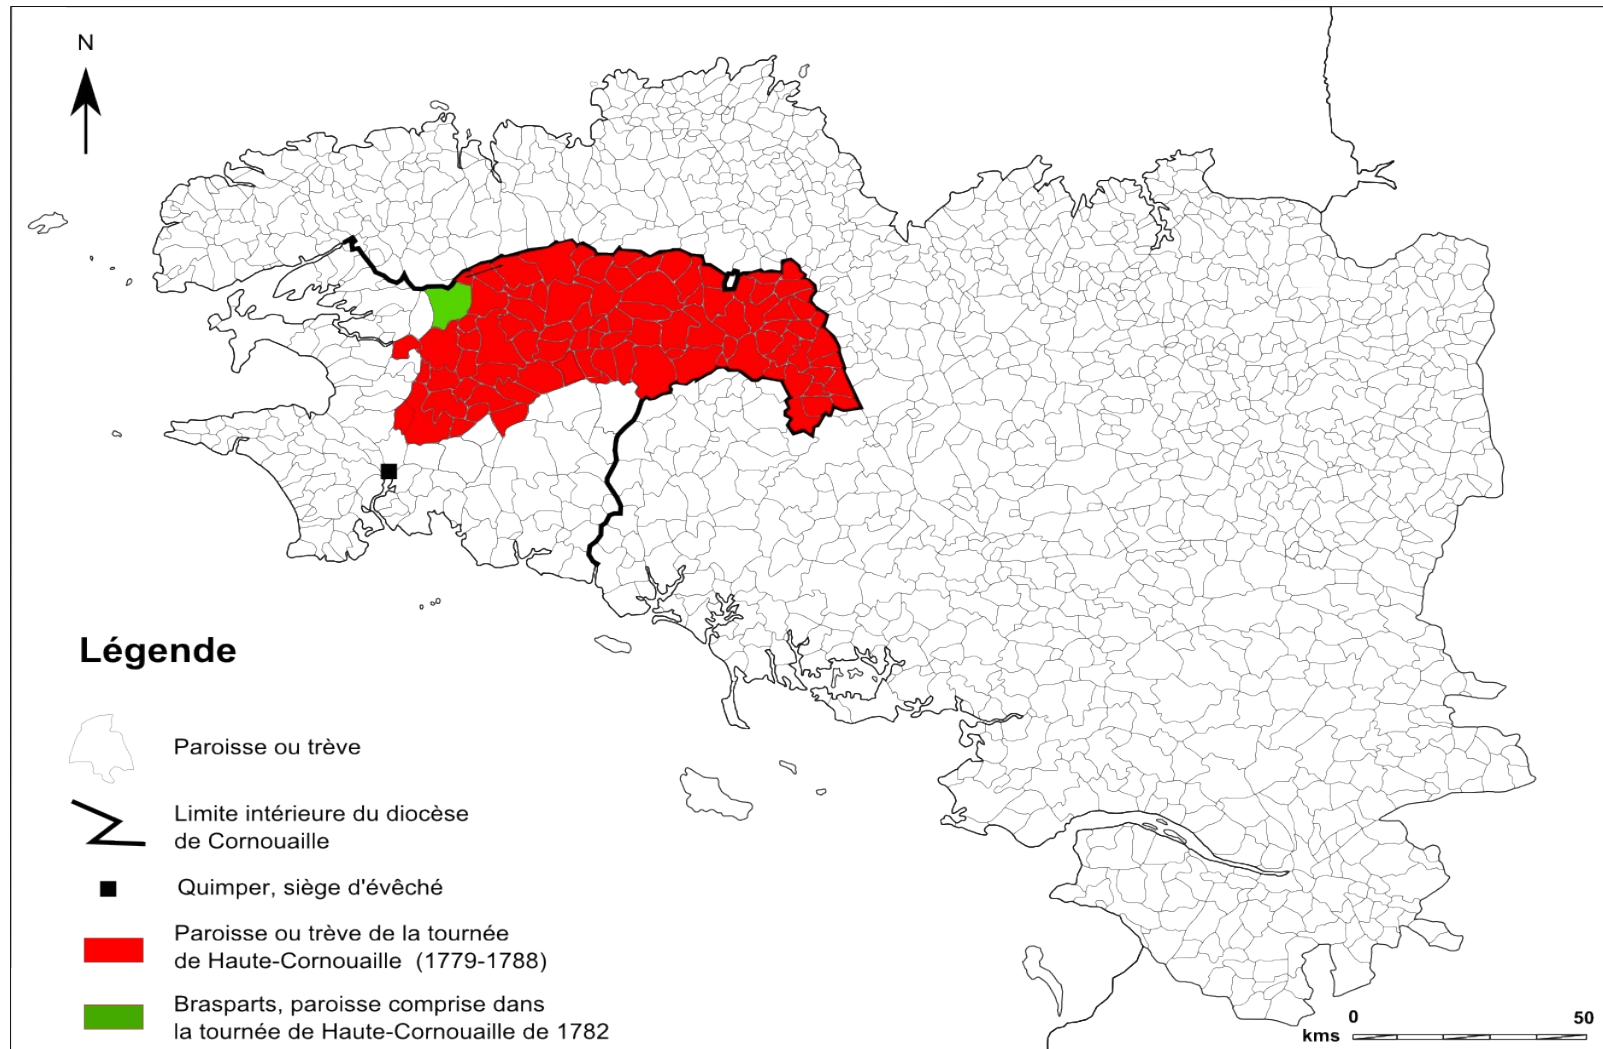 N
Légende
Paroisse ou trève
Limite intérieure du diocèse
de Cornouaille
Quimper, siège d'évêché
Paroisse ou trève de la tournée
de Haute-Cornouaille (1779-1788)
Brasparts, paroisse comprise dans
la tournée de Haute-Cornouaille de 1782
0 50
kms